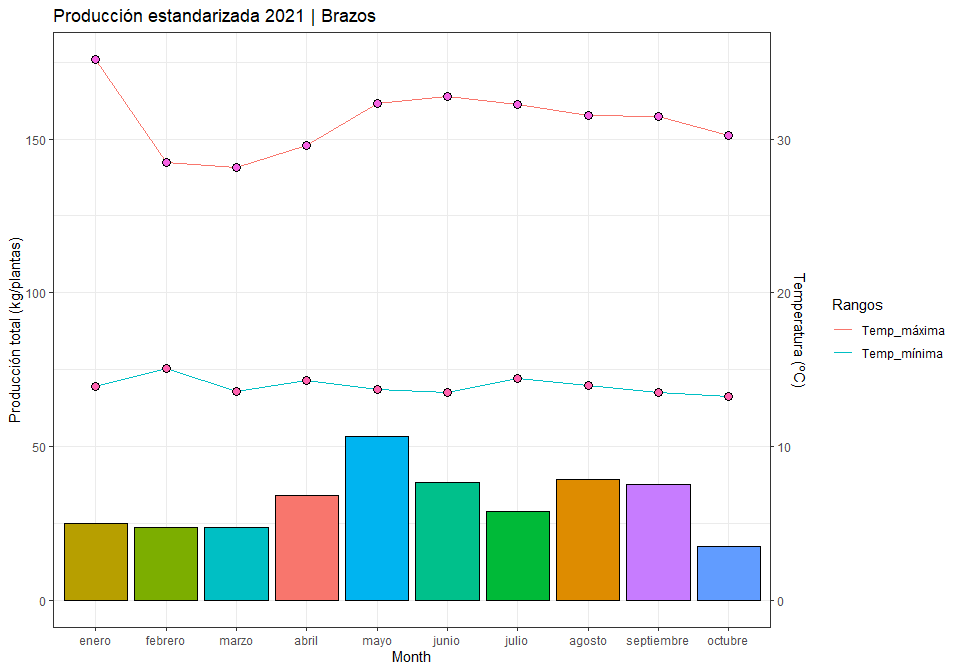 Producción estandarizada 2021 | Brazos
Producción total (kg/plantas)
150
100
50
0
30
20
10
0
Temperatura (ºC)
enero febrero marzo abril mayo junio julio agosto septiembre octubre
Month
Rangos
Temp_máxima
Temp_mínima